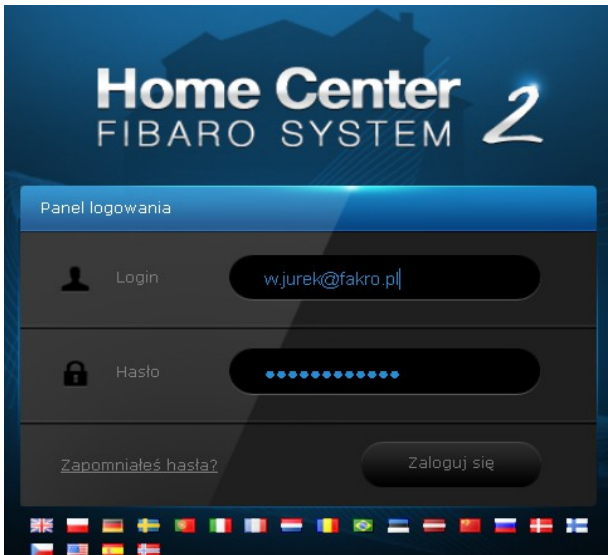 Home Center 2
FIBARO SYSTEM
Panel logowania
Login
w.jurek@fakro.pl
Hasło
Zapomniałeś hasła?
Zaloguj się